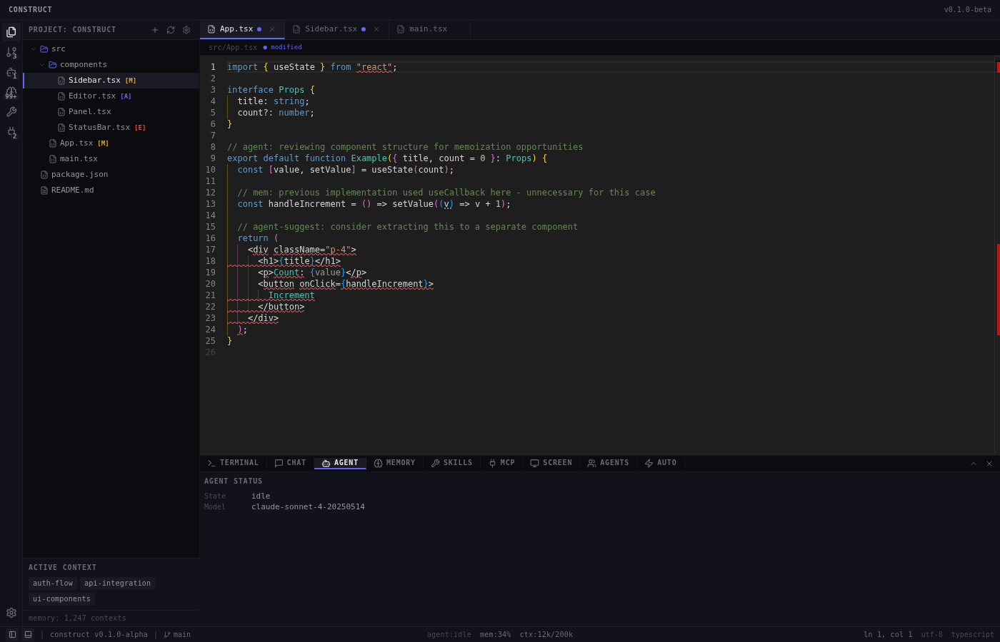 CONSTRUCT v0.1.0-beta
PROJECT: CONSTRUCT
3
1
99+
2
src
components
Sidebar.tsx [M]
Editor.tsx [A]
Panel.tsx
StatusBar.tsx [E]
App.tsx [M]
main.tsx
package.json
README.md
ACTIVE CONTEXT
auth-flow api-integration
ui-components
memory: 1,247 contexts
App.tsx Sidebar.tsx main.tsx
src/App.tsx ● modified
1 import { useState } from "react";
2
3 interface Props {
4 title: string;
5 count?: number;
6 }
7
8 // agent: reviewing component structure for memoization opportunities
9 export default function Example({ title, count = 0 }: Props) {
10 const [value, setValue] = useState(count);
11
12 // mem: previous implementation used useCallback here - unnecessary for this case
13 const handleIncrement = () => setValue((v) => v + 1);
14
15 // agent-suggest: consider extracting this to a separate component
16 return (
17 <div className="p-4">
18 <h1>{title}</h1>
19 <p>Count: {value}</p>
20 <button onClick={handleIncrement}>
21 Increment
22 </button>
23 </div>
24 );
25 }
26
TERMINAL CHAT AGENT MEMORY SKILLS MCP SCREEN AGENTS AUTO
AGENT STATUS
State idle
Model claude-sonnet-4-20250514
| construct v0.1.0-alpha | main agent:idle mem:34% ctx:12k/200k ln 1, col 1 utf-8 typescript